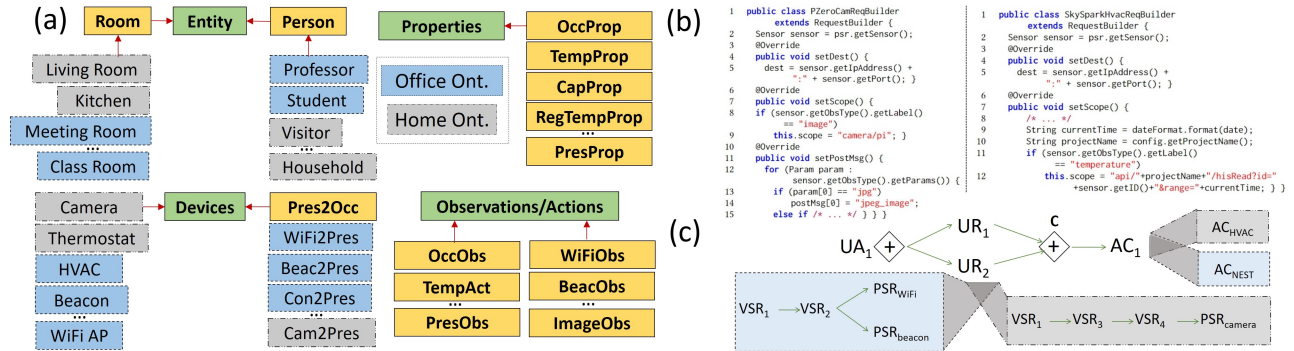 (a)
Room
Entity
Person
Living Room
Kitchen
Meeting Room
...
Class Room
Professor
Student
Visitor
...
Household
Properties
Office Ont.
Home Ont.
OccProp
TempProp
CapProp
RegTempProp
...
PresProp
Camera
Devices
Thermostat
HVAC
Beacon
...
WiFi AP
Pres2Occ
WiFi2Pres
Beac2Pres
Con2Pres
...
Cam2Pres
Observations/Actions
OccObs
TempAct
...
PresObs
WiFiObs
BeacObs
...
ImageObs
(b)
1 public class PZeroCamReqBuilder
extends RequestBuilder {
2 Sensor sensor = psr.getSensor();
3 @Override
4 public void setDest() {
5 dest = sensor.getIpAddress() +
":" + sensor.getPort(); }
6 @Override
7 public void setScope() {
8 if (sensor.getObsType().getLabel()
== "image")
9 this.scope = "camera/pi"; }
10 @Override
11 public void setPostMsg() {
12 for (Param param :
sensor.getObsType().getParams()) {
13 if (param[0] == "jpg")
14 postMsg[0] = "jpeg_image";
15 else if /* ... */ } } }
1 public class SkySparkHvacReqBuilder
extends RequestBuilder {
2 Sensor sensor = psr.getSensor();
3 @Override
4 public void setDest() {
5 dest = sensor.getIpAddress() +
":" + sensor.getPort(); }
6 @Override
7 public void setScope() {
8 /* ... */
9 String currentTime = dateFormat.format(date);
10 String projectName = config.getProjectName();
11 if (sensor.getObsType().getLabel()
== "temperature")
12 this.scope = "api/"+projectName+"/hisRead?id="
+sensor.getID()+"&range="+currentTime; } }
(c)
UA1
+
UR1
UR2
C
+
AC1
ACHVAC
ACNEST
VSR1
VSR2
PSRWiFi
PSRbeacon
VSR1
VSR3
VSR4
PSRcamera